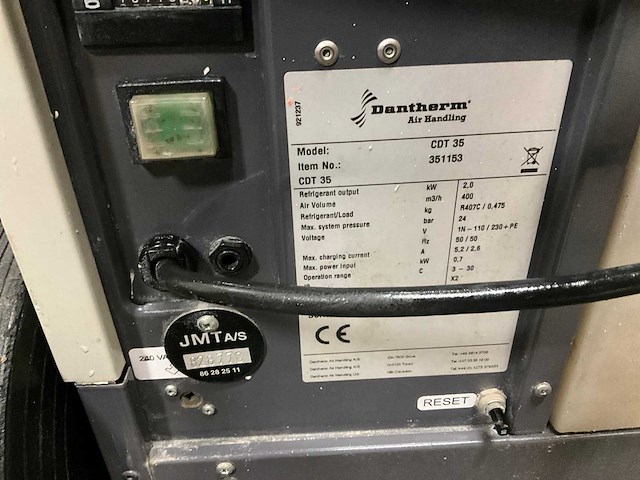 921237
Dantherm
Air Handling
Model: CDT 35
Item No.: 351153
CDT 35
Refrigerant output kW 2,0
Air Volume m3/h 400
Refrigerant/Load kg R407C / 0,475
Max. system pressure bar 24
Voltage V 1N~110 / 230+PE
Hz 50 / 50
Max. charging current A 5,2 / 2,6
Max. power input kW 0,7
Operation range C 3 - 30
X2
CE
240 VA
JMT A/S
86 28 25 11
RESET